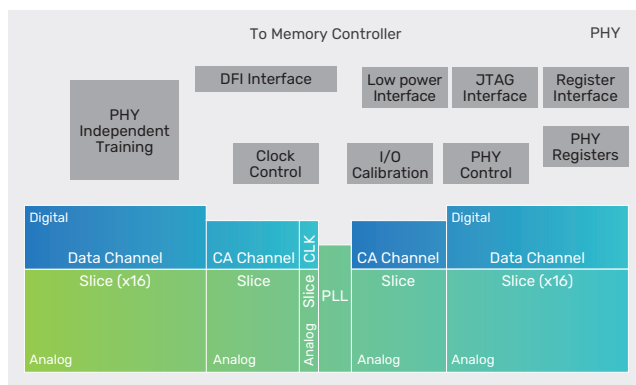 To Memory Controller
PHY
DFI Interface
Low power
Interface
JTAG
Interface
Register
Interface
PHY
Independent
Training
Clock
Control
I/O
Calibration
PHY
Control
PHY
Registers
Digital
Data Channel
CA Channel
CLK
CA Channel
Digital
Data Channel
Slice (x16)
Analog
Slice
Analog
Analog Slice
PLL
Slice
Analog
Slice (x16)
Analog